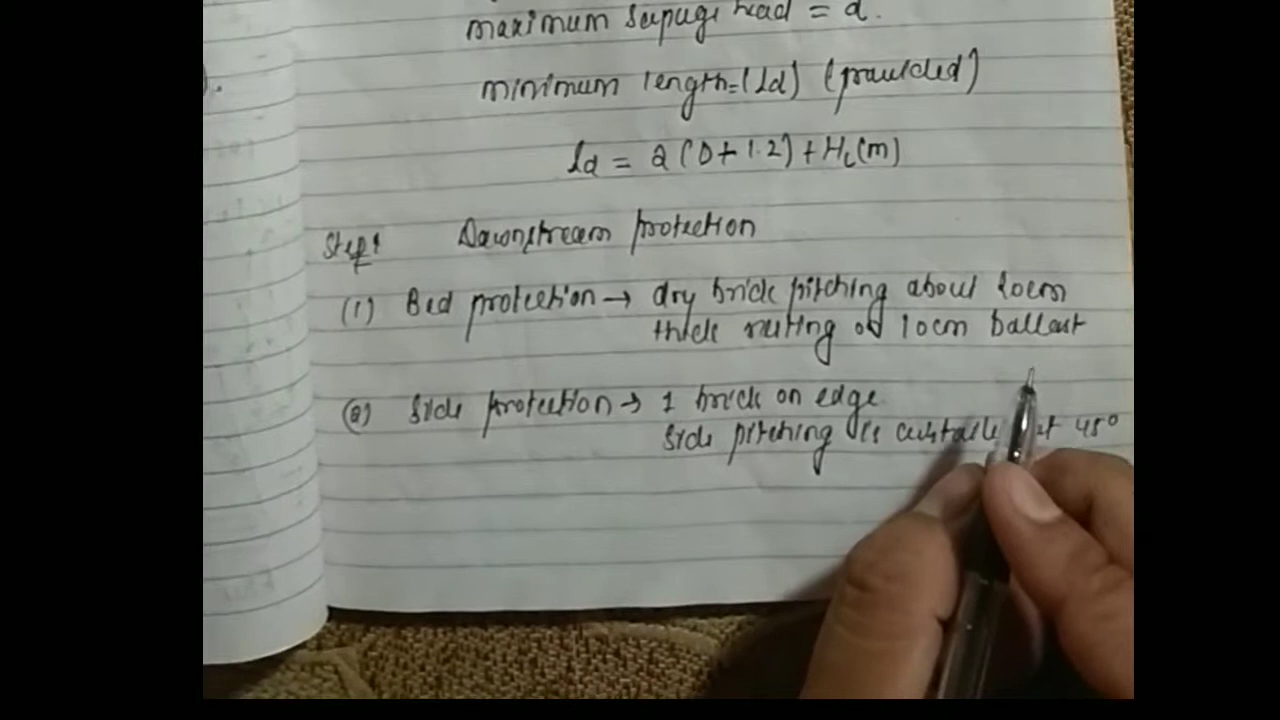 maximum seepage head = d.
).
minimum length=(Ld) (provided)
Ld = 2(D+1.2)+HL(m)
Step! Downstream protection
(1) Bed protection → dry brick pitching about 20cm
thick resting on 10cm ballast
(2) Side protection → 1 brick on edge
Side pitching is curtailed at 45°